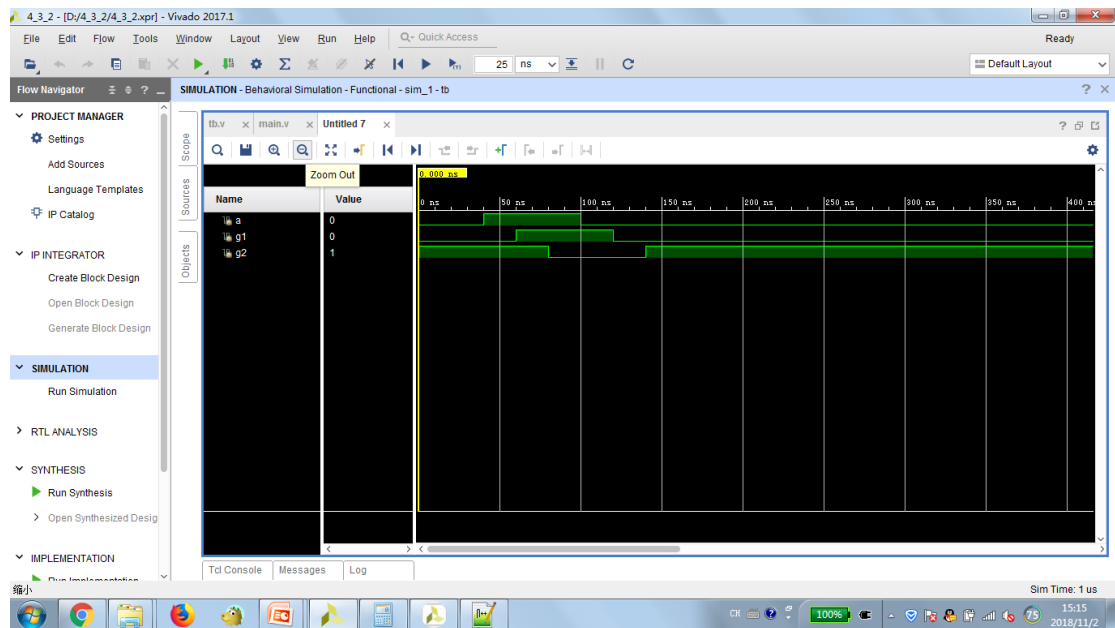 4_3_2 - [D:/4_3_2/4_3_2.xpr] - Vivado 2017.1
File Edit Flow Tools Window Layout View Run Help Q- Quick Access Ready
25 ns Default Layout
Flow Navigator SIMULATION - Behavioral Simulation - Functional - sim_1 - tb
PROJECT MANAGER
Settings
Add Sources
Language Templates
IP Catalog
IP INTEGRATOR
Create Block Design
Open Block Design
Generate Block Design
SIMULATION
Run Simulation
RTL ANALYSIS
SYNTHESIS
Run Synthesis
Open Synthesized Desig
IMPLEMENTATION
Run Implementation
Scope
Sources
Objects
tb.v main.v Untitled 7
Zoom Out
0.000 ns
Name Value
0 ns 50 ns 100 ns 150 ns 200 ns 250 ns 300 ns 350 ns 400 ns
a 0
g1 0
g2 1
Tcl Console Messages Log
缩小 Sim Time: 1 us
CH 100% 75 15:15
2018/11/2